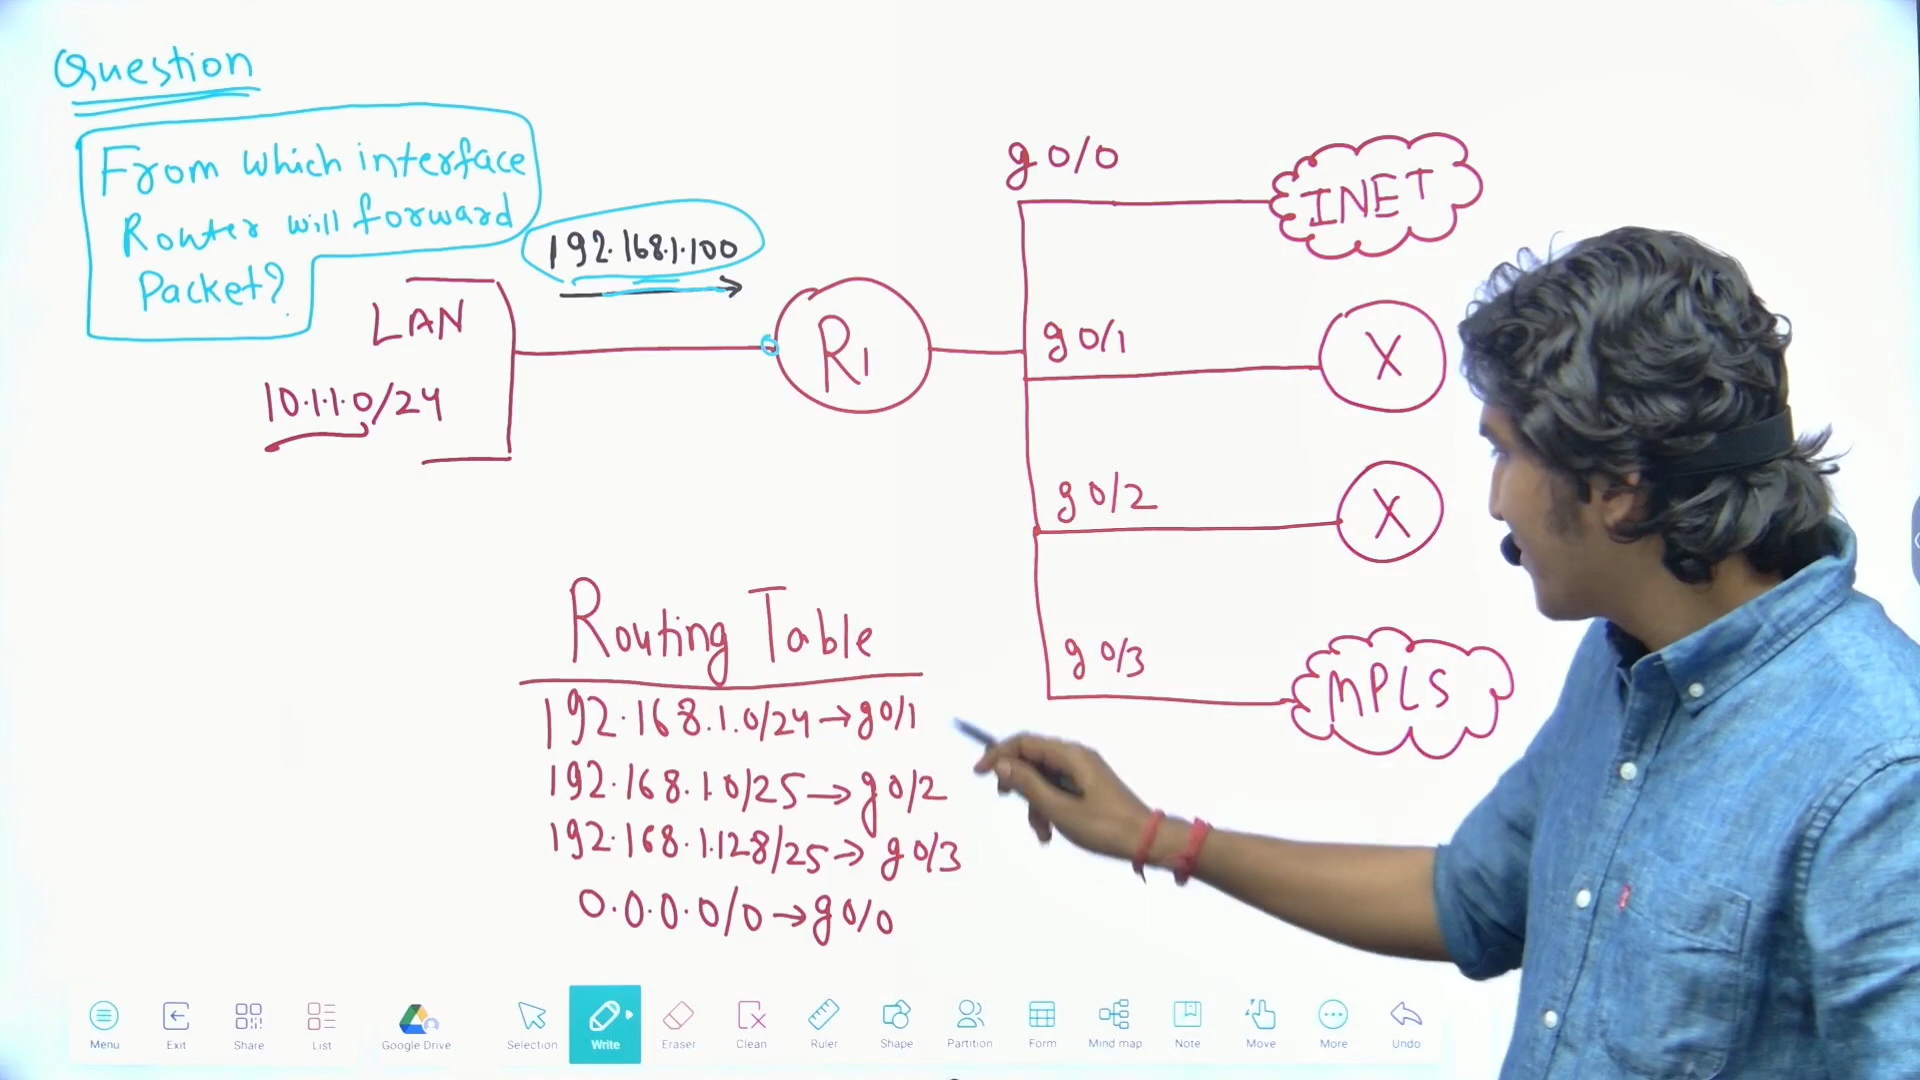 Question
From which interface
Router will forward
Packet?
192.168.1.100
LAN
10.1.1.0/24
R1
g0/0
INET
g0/1
X
g0/2
X
g0/3
MPLS
Routing Table
192.168.1.0/24→g0/1
192.168.1.0/25→g0/2
192.168.1.128/25→g0/3
0.0.0.0/0→g0/0
Menu
Exit
Share
List
Google Drive
Selection
Write
Eraser
Clean
Ruler
Shape
Partition
Form
Mind map
Note
Move
More
Undo